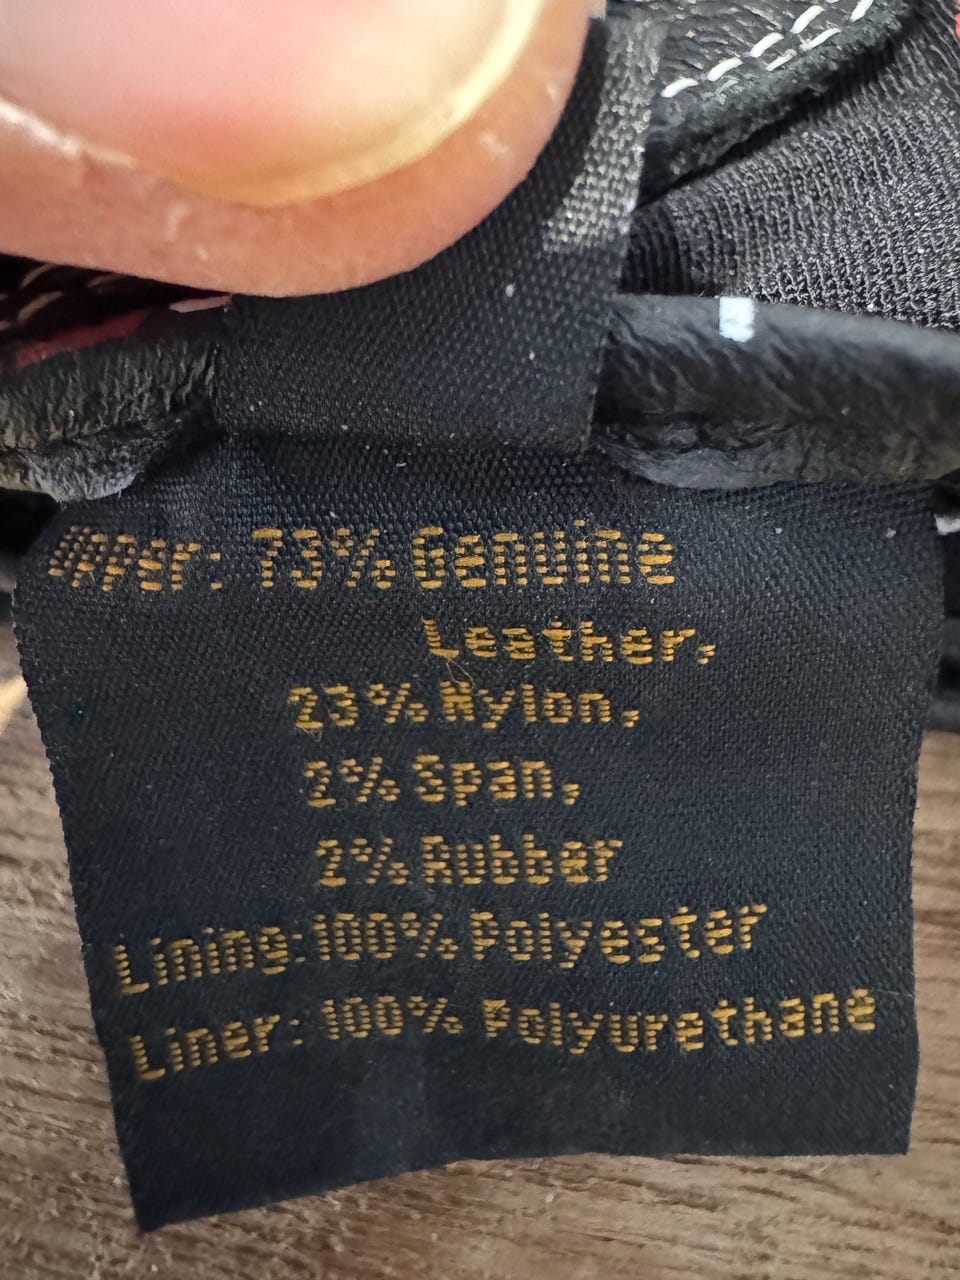 Upper: 73% Genuine
Leather,
23% Nylon,
2% Span,
2% Rubber
Lining:100% Polyester
Liner: 100% Polyurethane